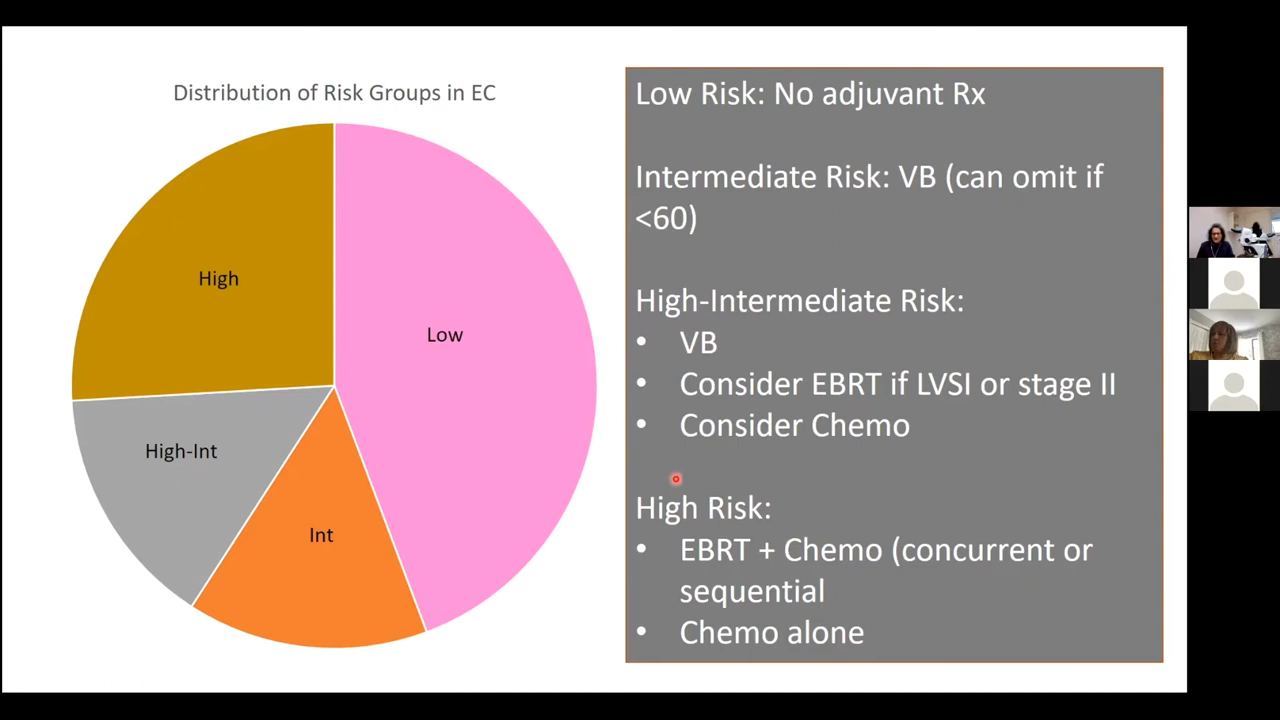 Distribution of Risk Groups in EC
High
Low
High-Int
Int
Low Risk: No adjuvant Rx
Intermediate Risk: VB (can omit if
<60)
High-Intermediate Risk:
• VB
• Consider EBRT if LVSI or stage II
• Consider Chemo
High Risk:
• EBRT + Chemo (concurrent or
sequential
• Chemo alone